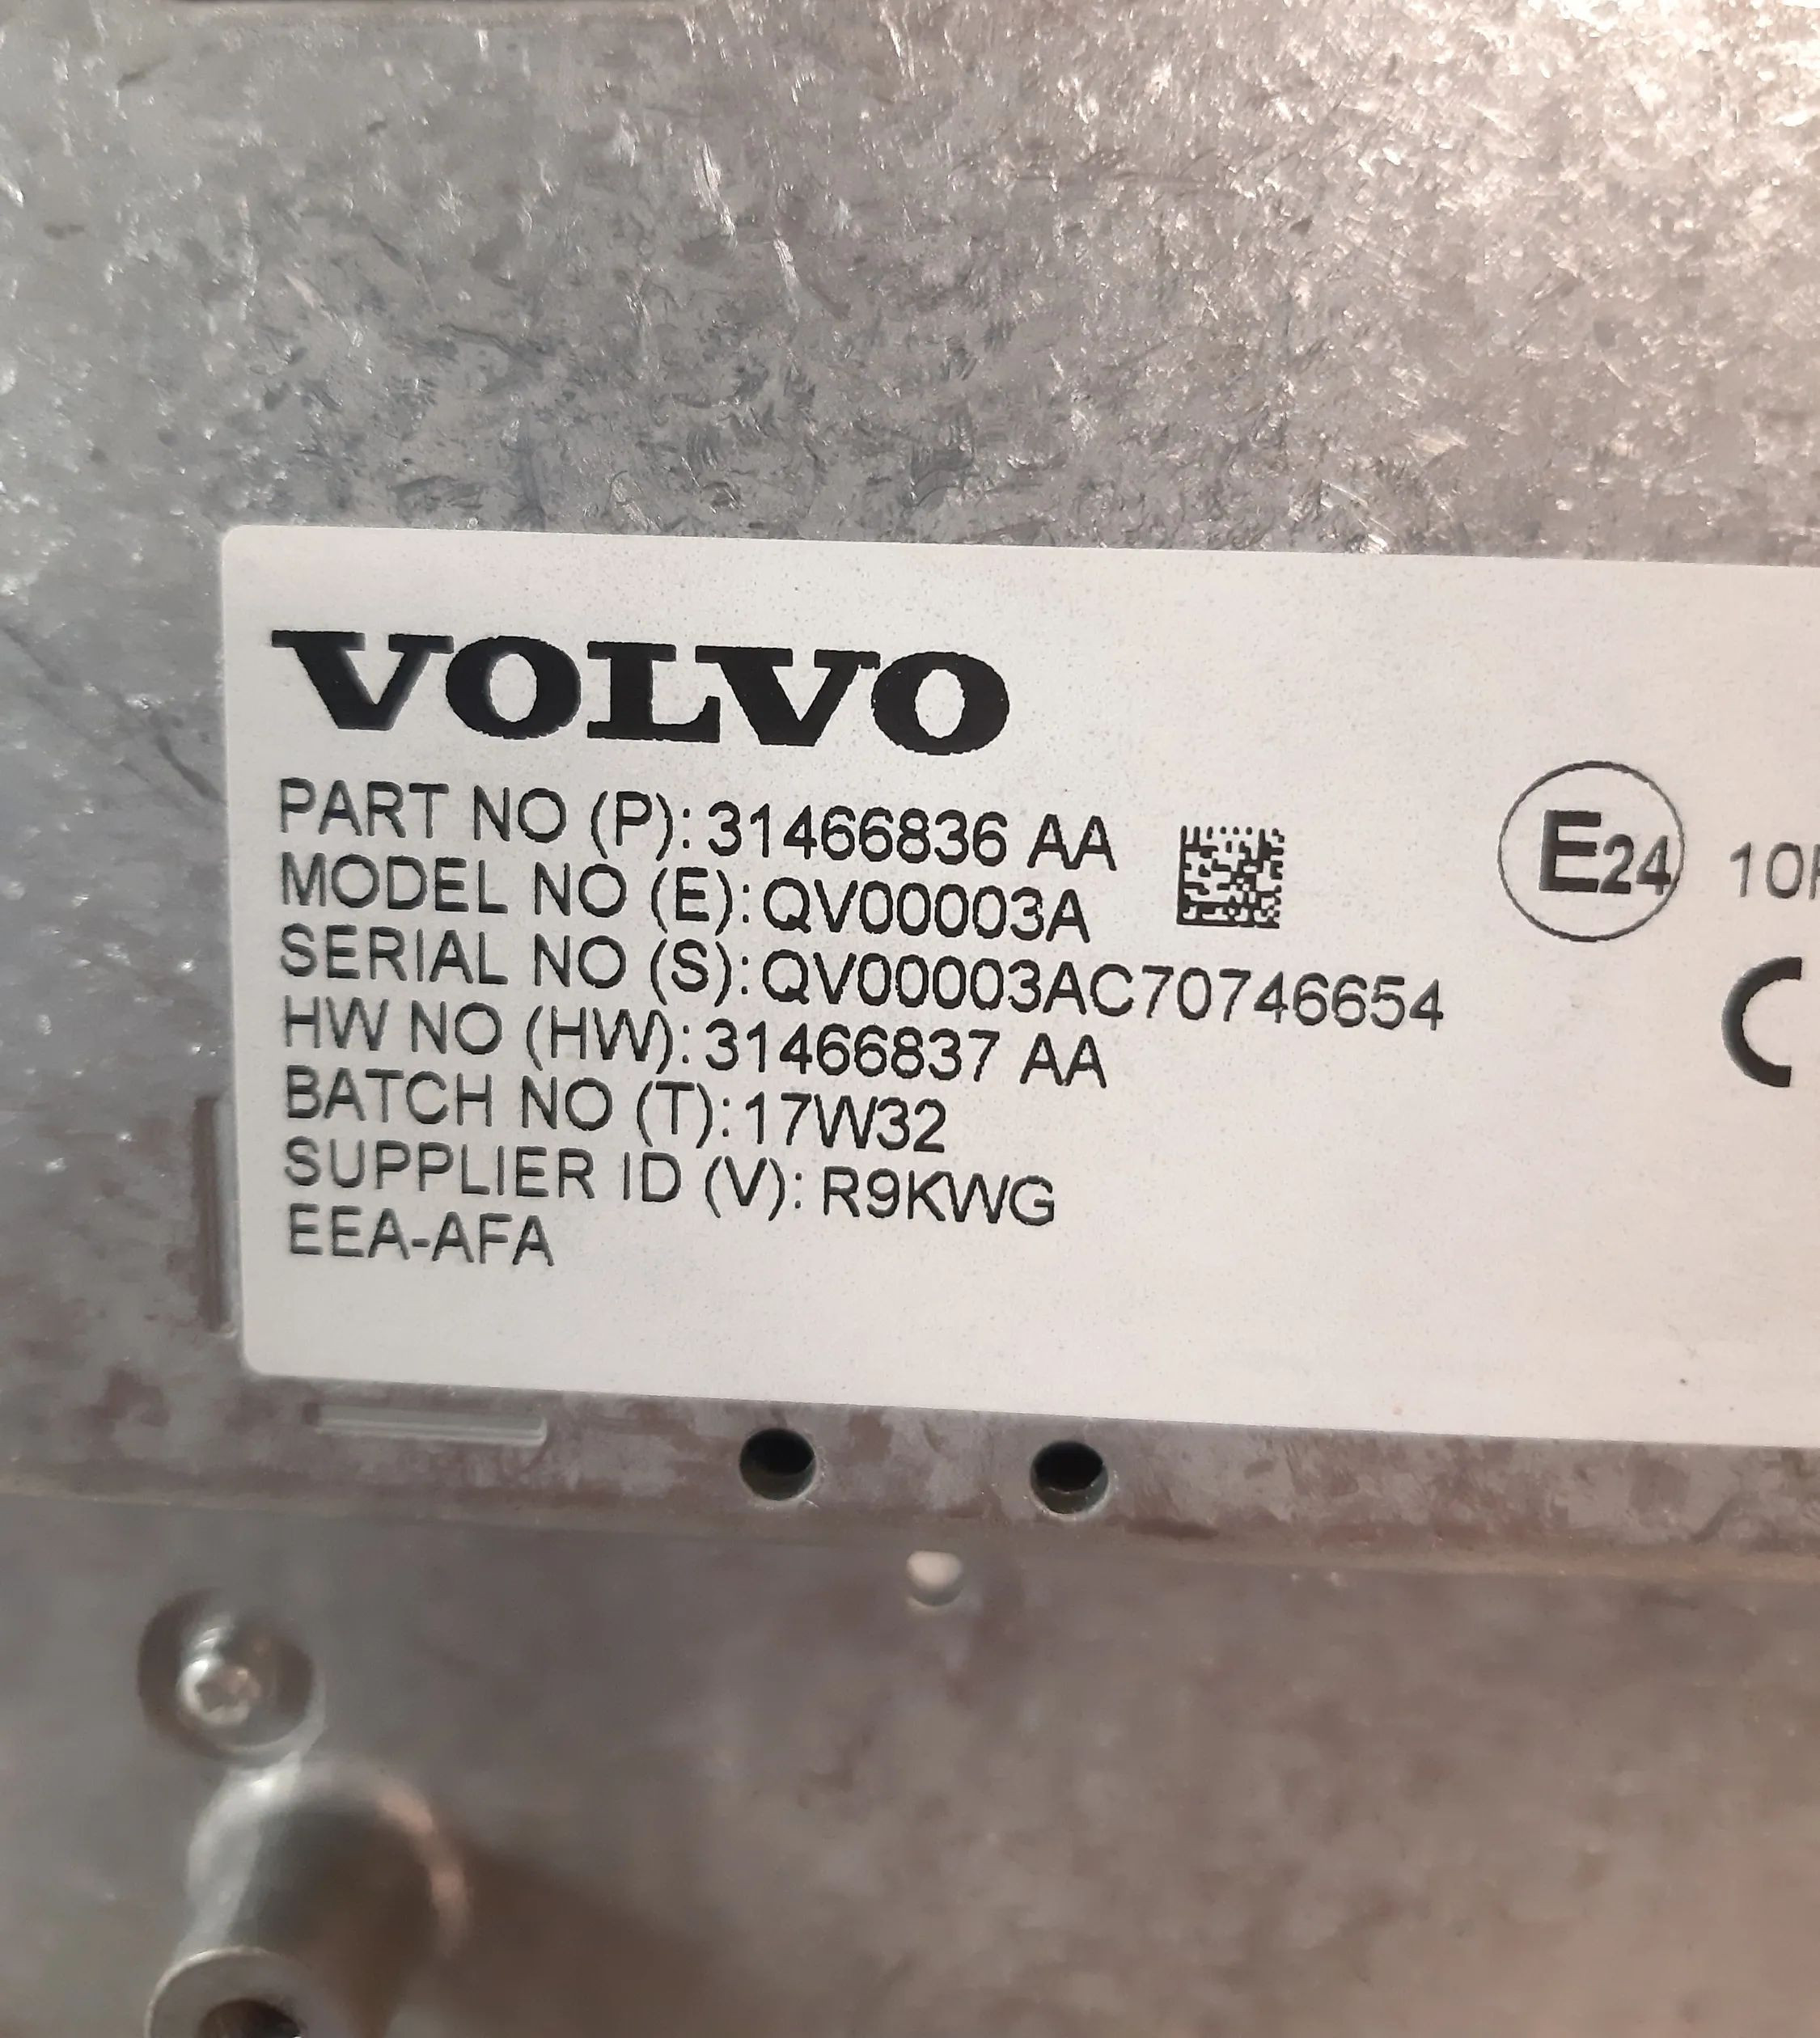 VOLVO
PART NO (P): 31466836 AA
MODEL NO (E): QV00003A
SERIAL NO (S): QV00003AC70746654
HW NO (HW): 31466837 AA
BATCH NO (T): 17W32
SUPPLIER ID (V): R9KWG
EEA-AFA
E24